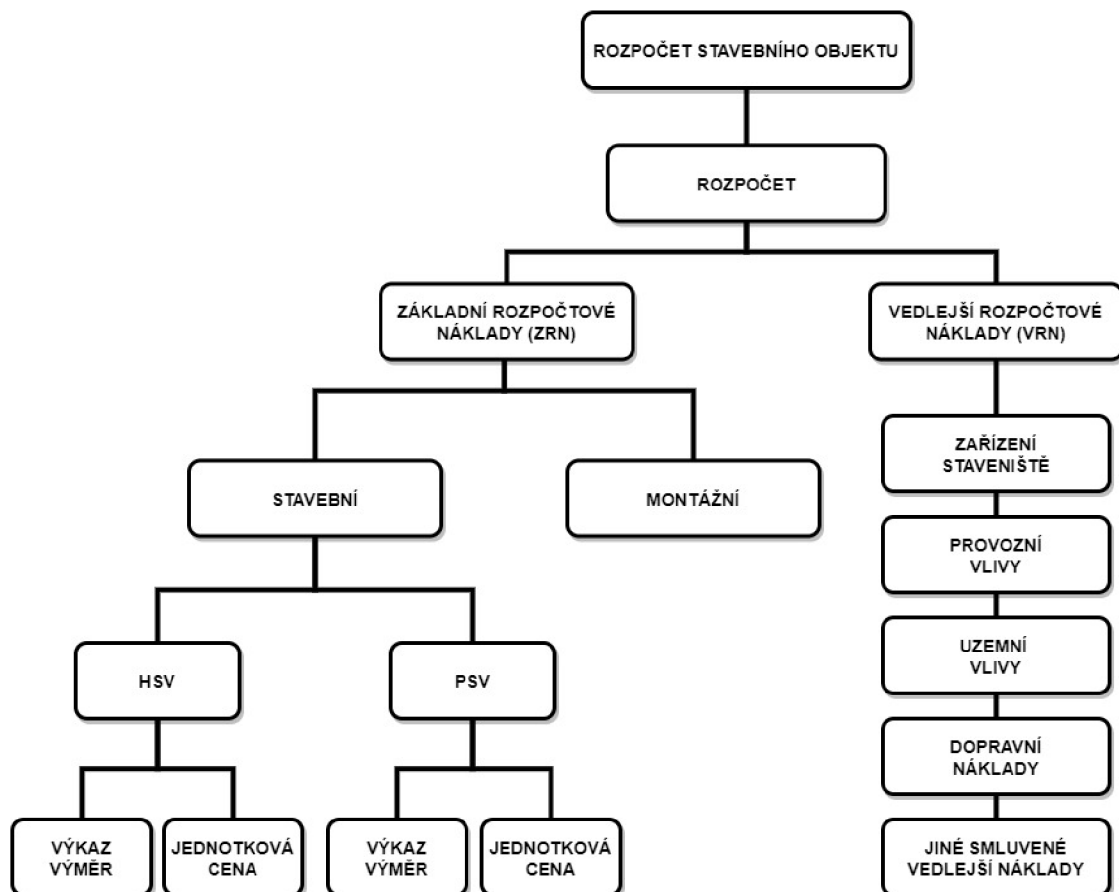 ROZPOČET STAVEBNÍHO OBJEKTU
ROZPOČET
ZÁKLADNÍ ROZPOČTOVÉ
NÁKLADY (ZRN)
VEDLEJŠÍ ROZPOČTOVÉ
NÁKLADY (VRN)
STAVEBNÍ
MONTÁŽNÍ
ZAŘÍZENÍ
STAVENIŠTĚ
PROVOZNÍ
VLIVY
HSV
PSV
UZEMNÍ
VLIVY
DOPRAVNÍ
NÁKLADY
VÝKAZ
VÝMĚR
JEDNOTKOVÁ
CENA
VÝKAZ
VÝMĚR
JEDNOTKOVÁ
CENA
JINÉ SMLUVENÉ
VEDLEJŠÍ NÁKLADY